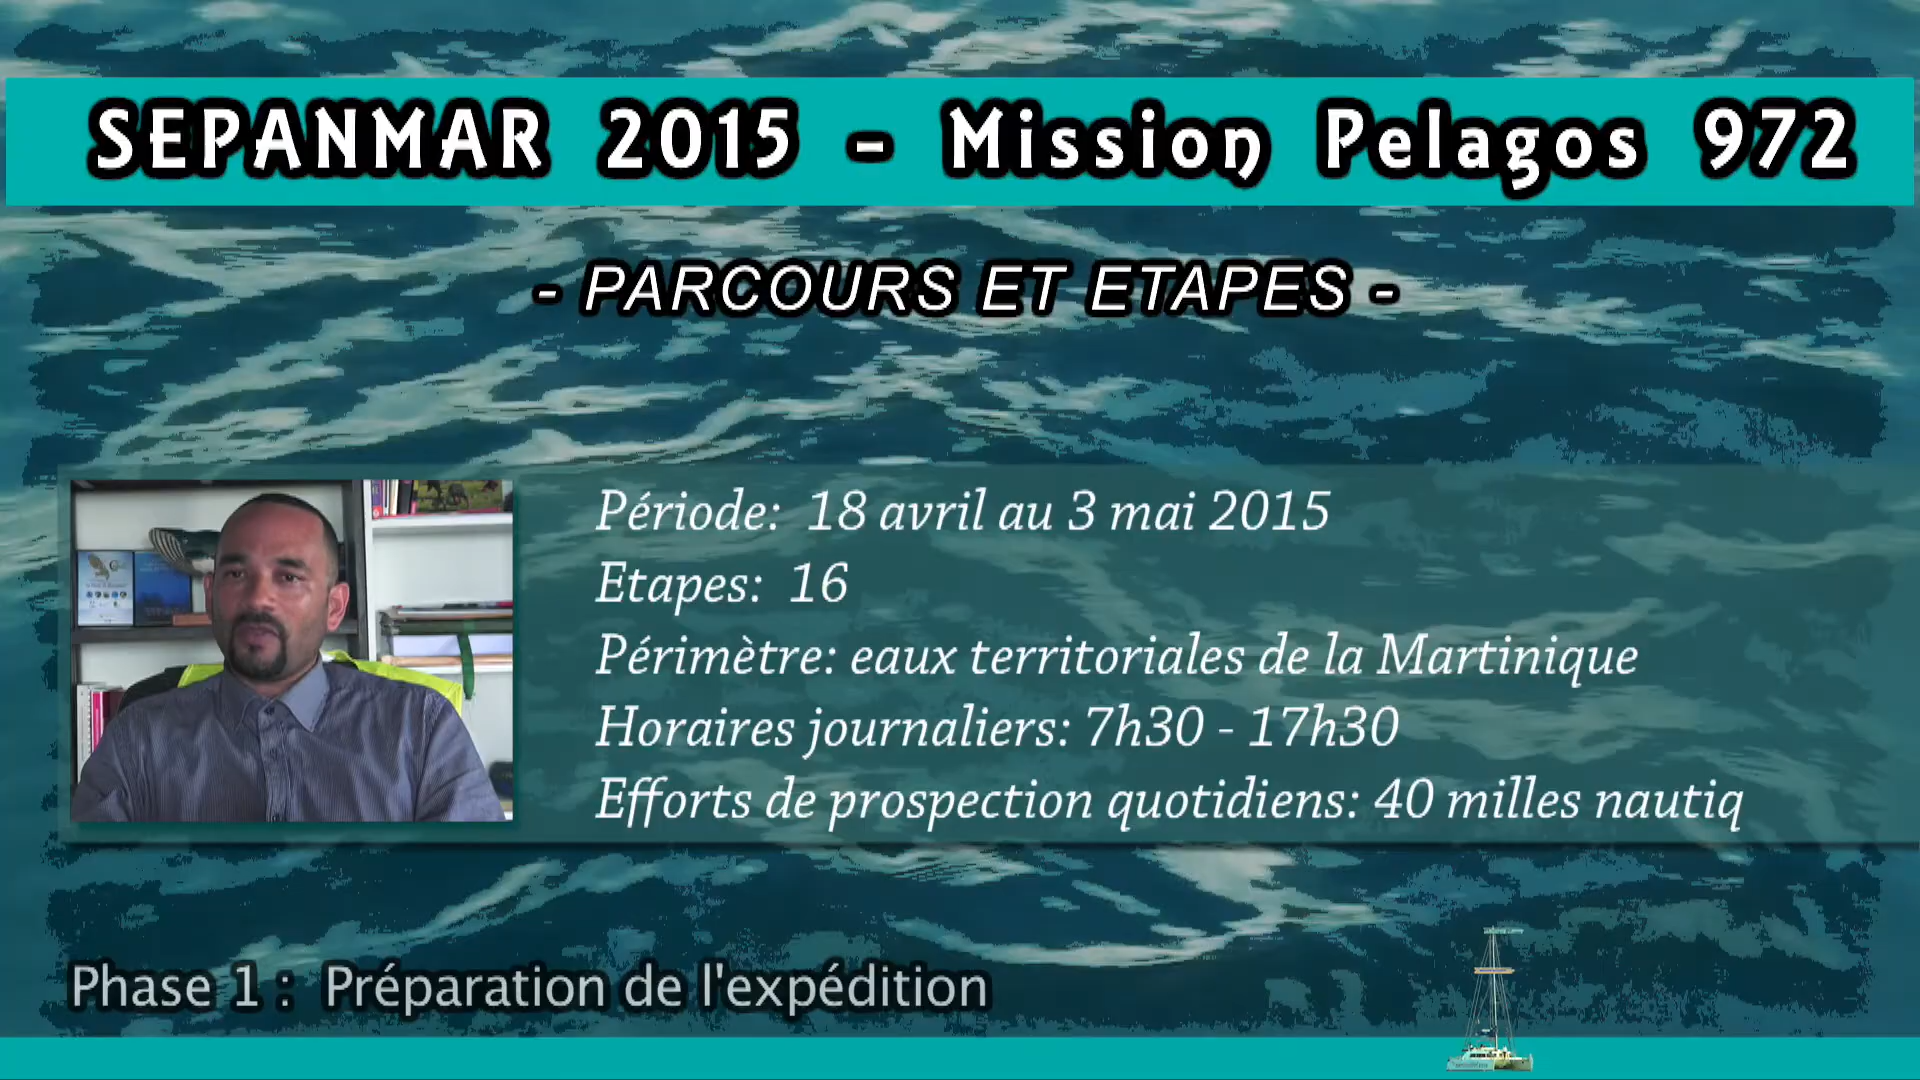 SEPANMAR 2015 - Mission Pelagos 972
- PARCOURS ET ETAPES -
Période: 18 avril au 3 mai 2015
Etapes: 16
Périmètre: eaux territoriales de la Martinique
Horaires journaliers: 7h30 - 17h30
Efforts de prospection quotidiens: 40 milles nautiq
Phase 1 : Préparation de l'expédition